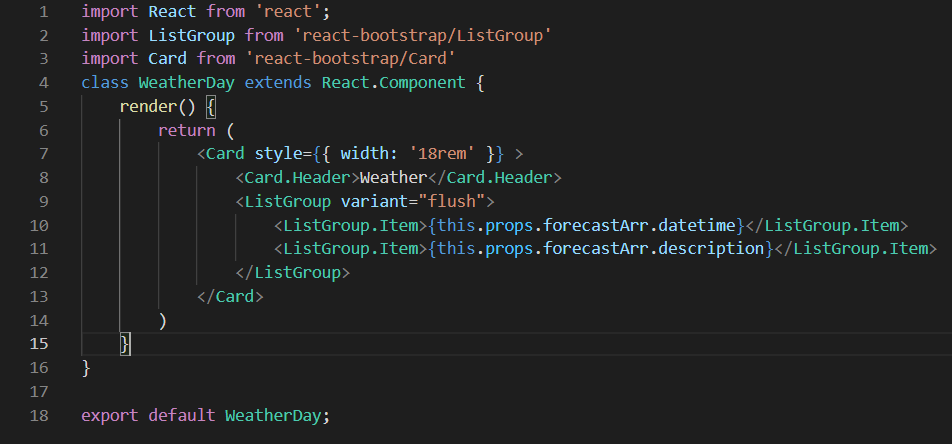 1 import React from 'react';
2 import ListGroup from 'react-bootstrap/ListGroup'
3 import Card from 'react-bootstrap/Card'
4 class WeatherDay extends React.Component {
5     render() {
6         return (
7             <Card style={{ width: '18rem' }} >
8                 <Card.Header>Weather</Card.Header>
9                 <ListGroup variant="flush">
10                     <ListGroup.Item>{this.props.forecastArr.datetime}</ListGroup.Item>
11                     <ListGroup.Item>{this.props.forecastArr.description}</ListGroup.Item>
12                 </ListGroup>
13             </Card>
14         )
15     }
16 }
17
18 export default WeatherDay;